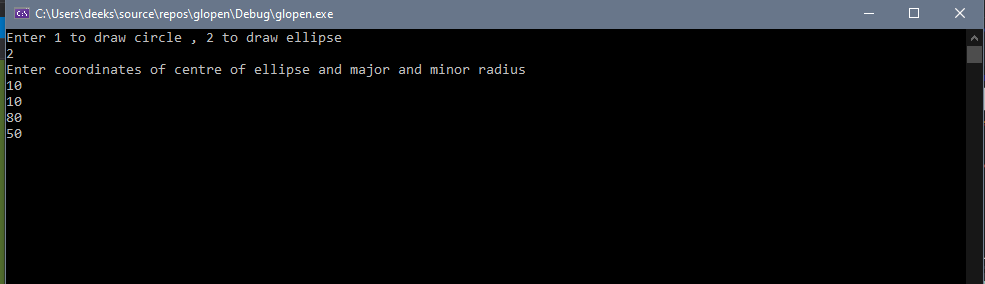 C:\Users\deeks\source\repos\glopen\Debug\glopen.exe
Enter 1 to draw circle , 2 to draw ellipse
2
Enter coordinates of centre of ellipse and major and minor radius
10
10
80
50